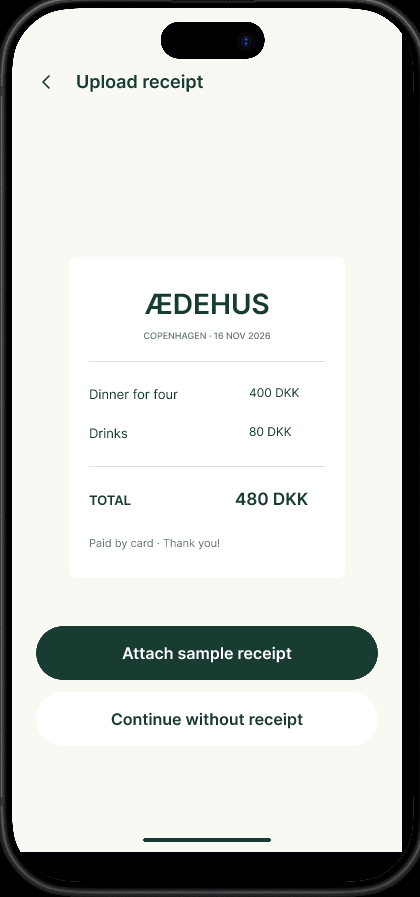 Upload receipt
ÆDEHUS
COPENHAGEN · 16 NOV 2026
Dinner for four 400 DKK
Drinks 80 DKK
TOTAL 480 DKK
Paid by card · Thank you!
Attach sample receipt
Continue without receipt